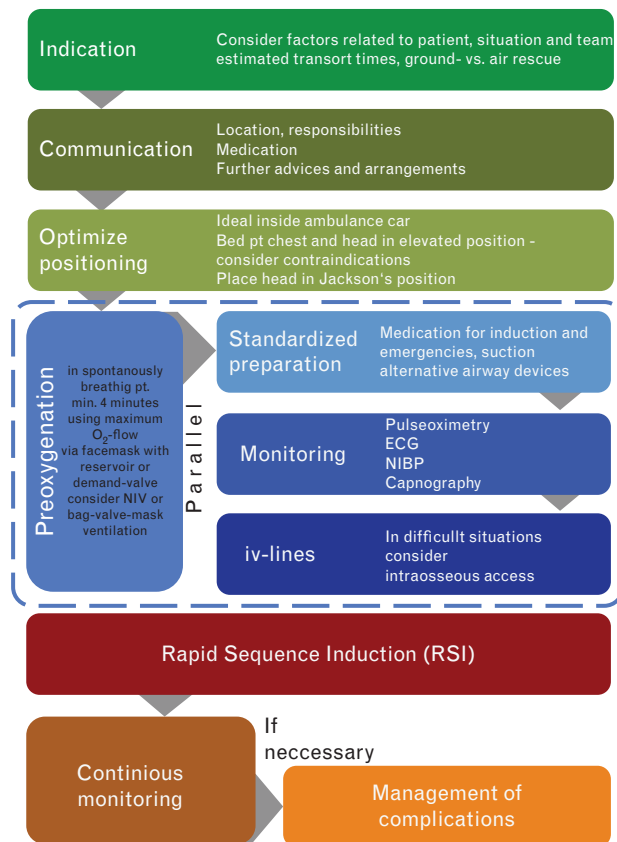 Indication
Consider factors related to patient, situation and team
estimated transort times, ground- vs. air rescue
Communication
Location, responsibilities
Medication
Further advices and arrangements
Optimize
positioning
Ideal inside ambulance car
Bed pt chest and head in elevated position -
consider contraindications
Place head in Jackson's position
Preoxygenation
in spontanously
breathig pt.
min. 4 minutes
using maximum
O₂-flow
via facemask with
reservoir or
demand-valve
consider NIV or
bag-valve-mask
ventilation
Parallel
Standardized
preparation
Medication for induction and
emergencies, suction
alternative airway devices
Monitoring
Pulseoximetry
ECG
NIBP
Capnography
iv-lines
In difficullt situations
consider
intraosseous access
Rapid Sequence Induction (RSI)
Continious
monitoring
If
neccessary
Management of
complications